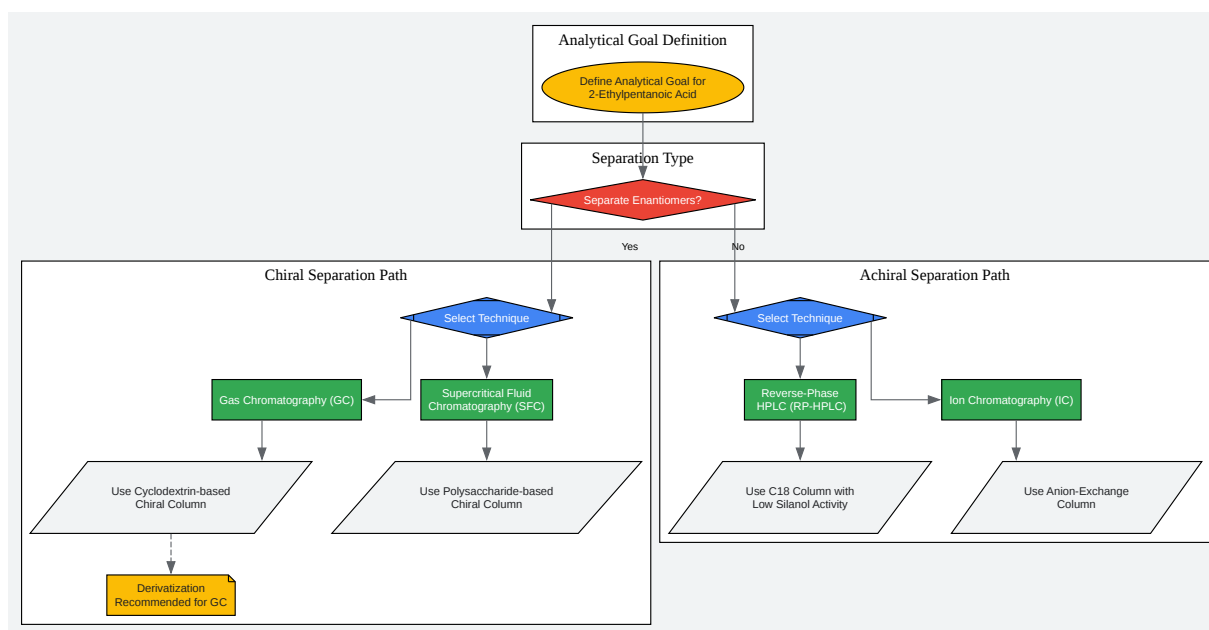 Analytical Goal Definition
Define Analytical Goal for
2-Ethylpentanoic Acid
Separation Type
Separate Enantiomers?
Yes
No
Chiral Separation Path
Select Technique
Gas Chromatography (GC)
Supercritical Fluid
Chromatography (SFC)
Use Cyclodextrin-based
Chiral Column
Use Polysaccharide-based
Chiral Column
Derivatization
Recommended for GC
Achiral Separation Path
Select Technique
Reverse-Phase
HPLC (RP-HPLC)
Ion Chromatography (IC)
Use C18 Column with
Low Silanol Activity
Use Anion-Exchange
Column